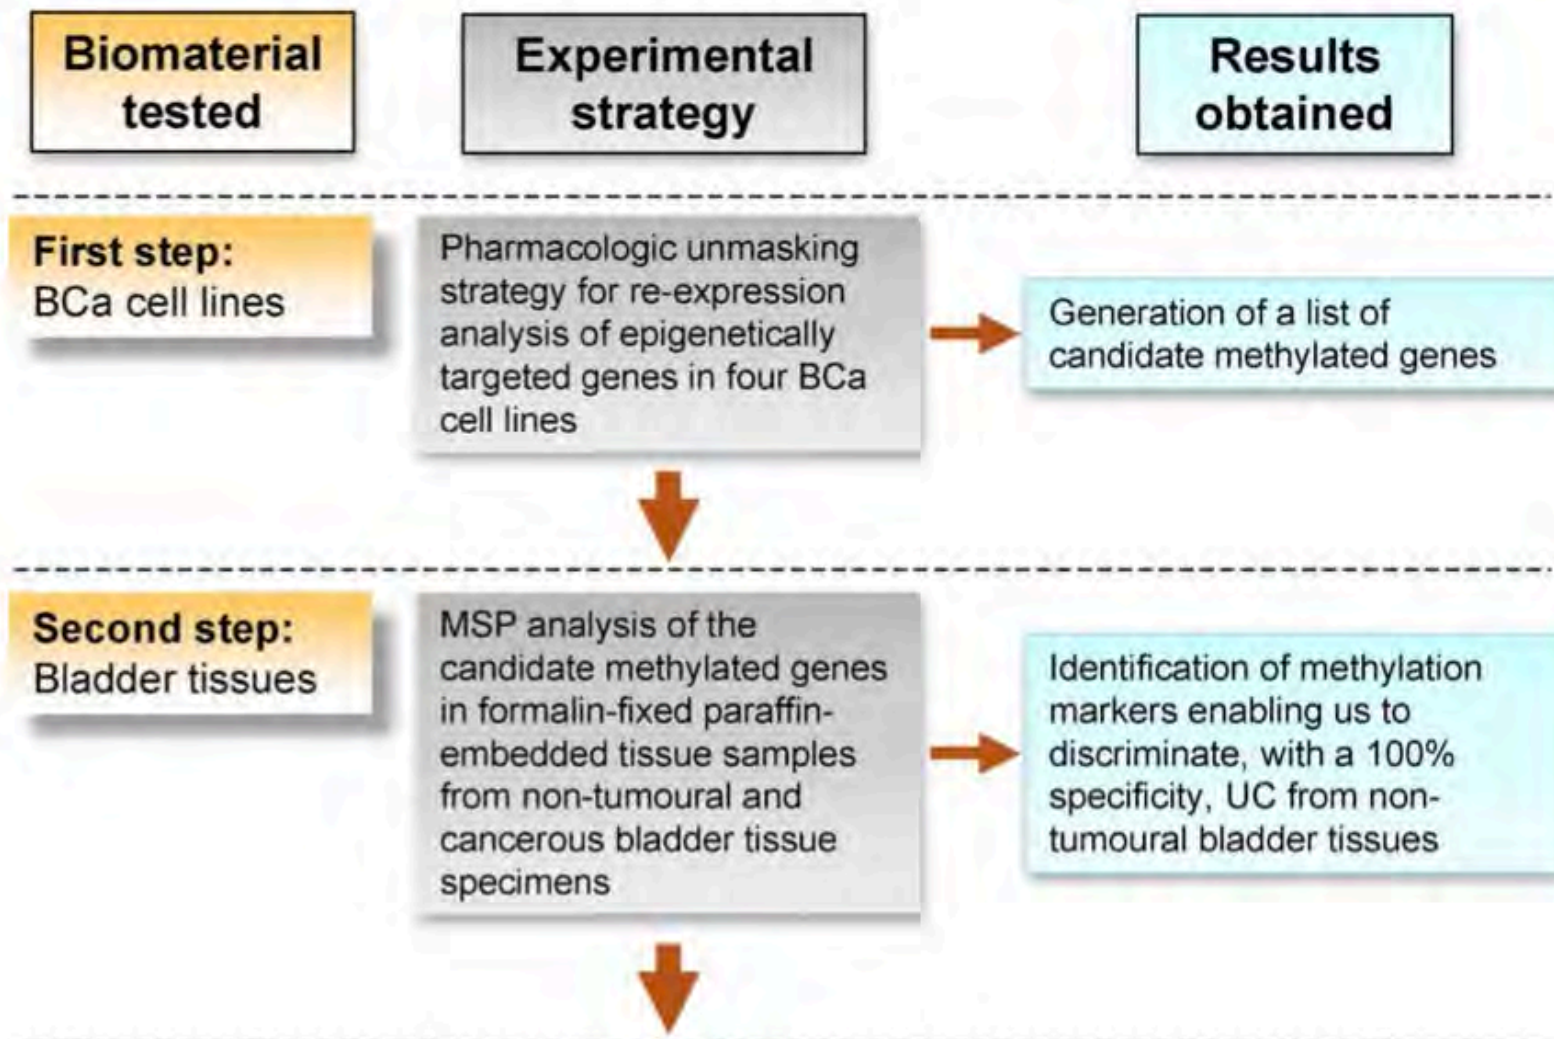 Biomaterial
tested
Experimental
strategy
Results
obtained
First step:
BCa cell lines
Pharmacologic unmasking
strategy for re-expression
analysis of epigenetically
targeted genes in four BCa
cell lines
Generation of a list of
candidate methylated genes
Second step:
Bladder tissues
MSP analysis of the
candidate methylated genes
in formalin-fixed paraffin-
embedded tissue samples
from non-tumoural and
cancerous bladder tissue
specimens
Identification of methylation
markers enabling us to
discriminate, with a 100%
specificity, UC from non-
tumoural bladder tissues